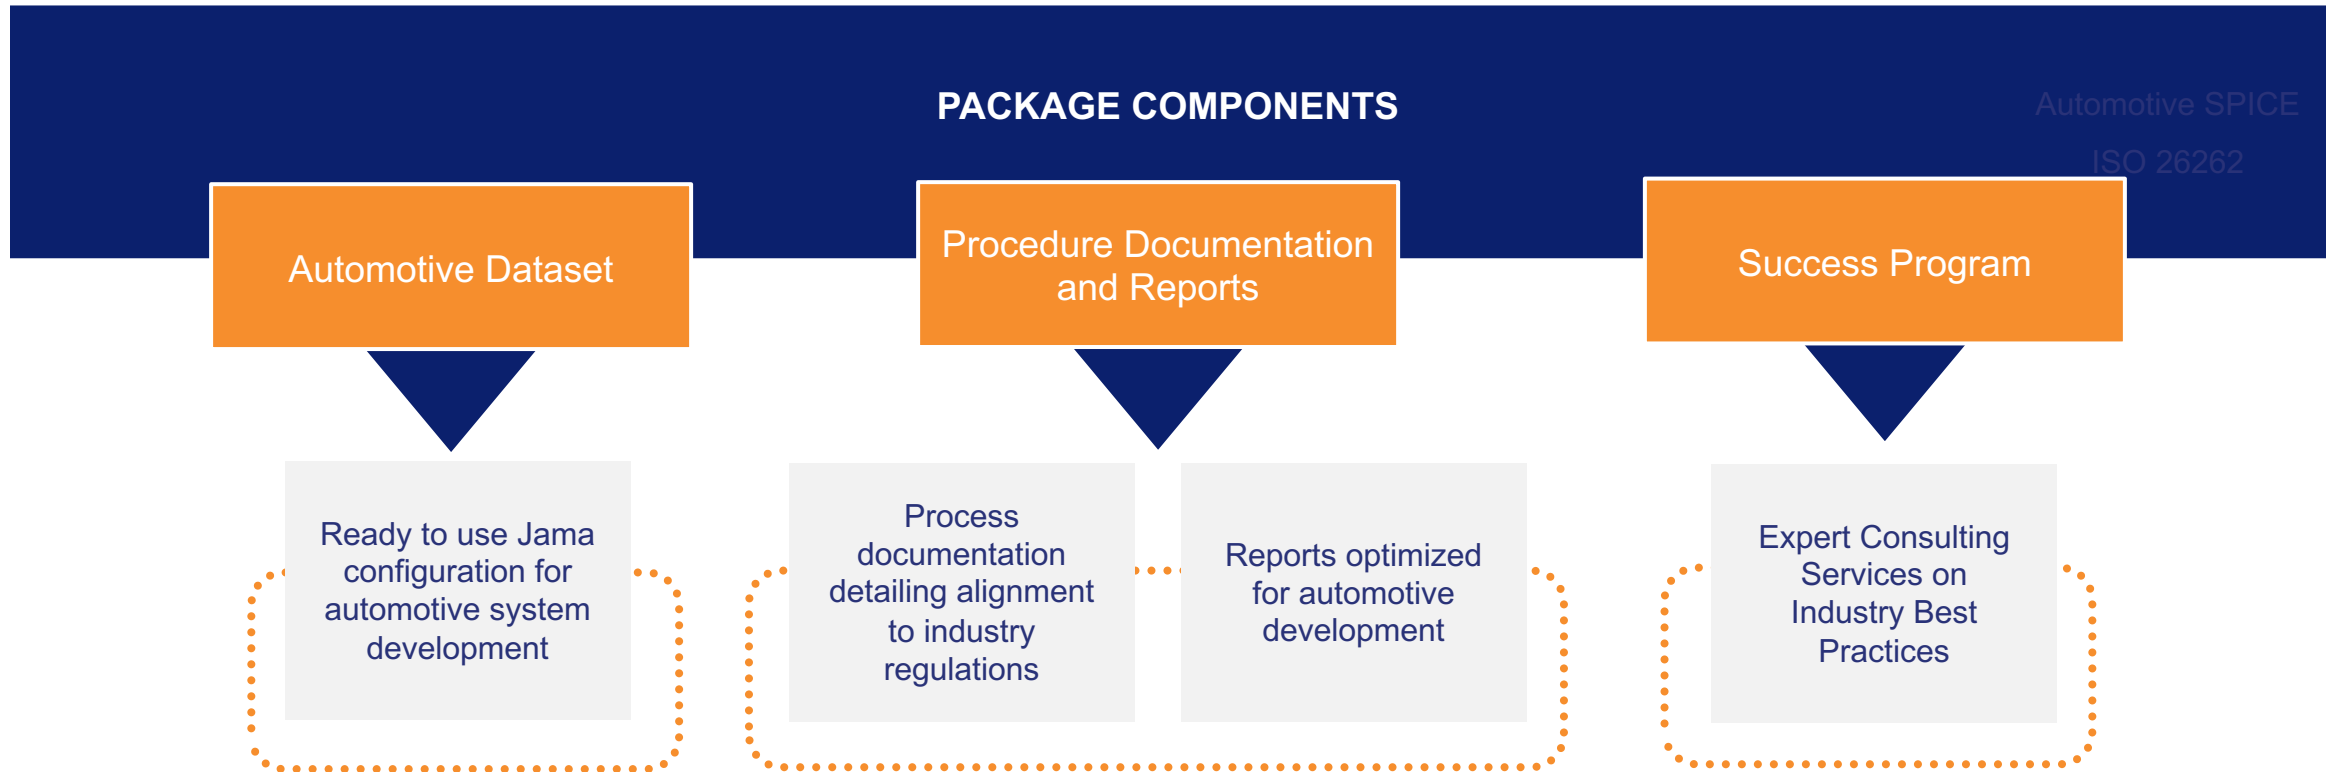 PACKAGE COMPONENTS
Automotive SPICE
ISO 26262
Automotive Dataset
Procedure Documentation
and Reports
Success Program
Ready to use Jama
configuration for
automotive system
development
Process
documentation
detailing alignment
to industry
regulations
Reports optimized
for automotive
development
Expert Consulting
Services on
Industry Best
Practices